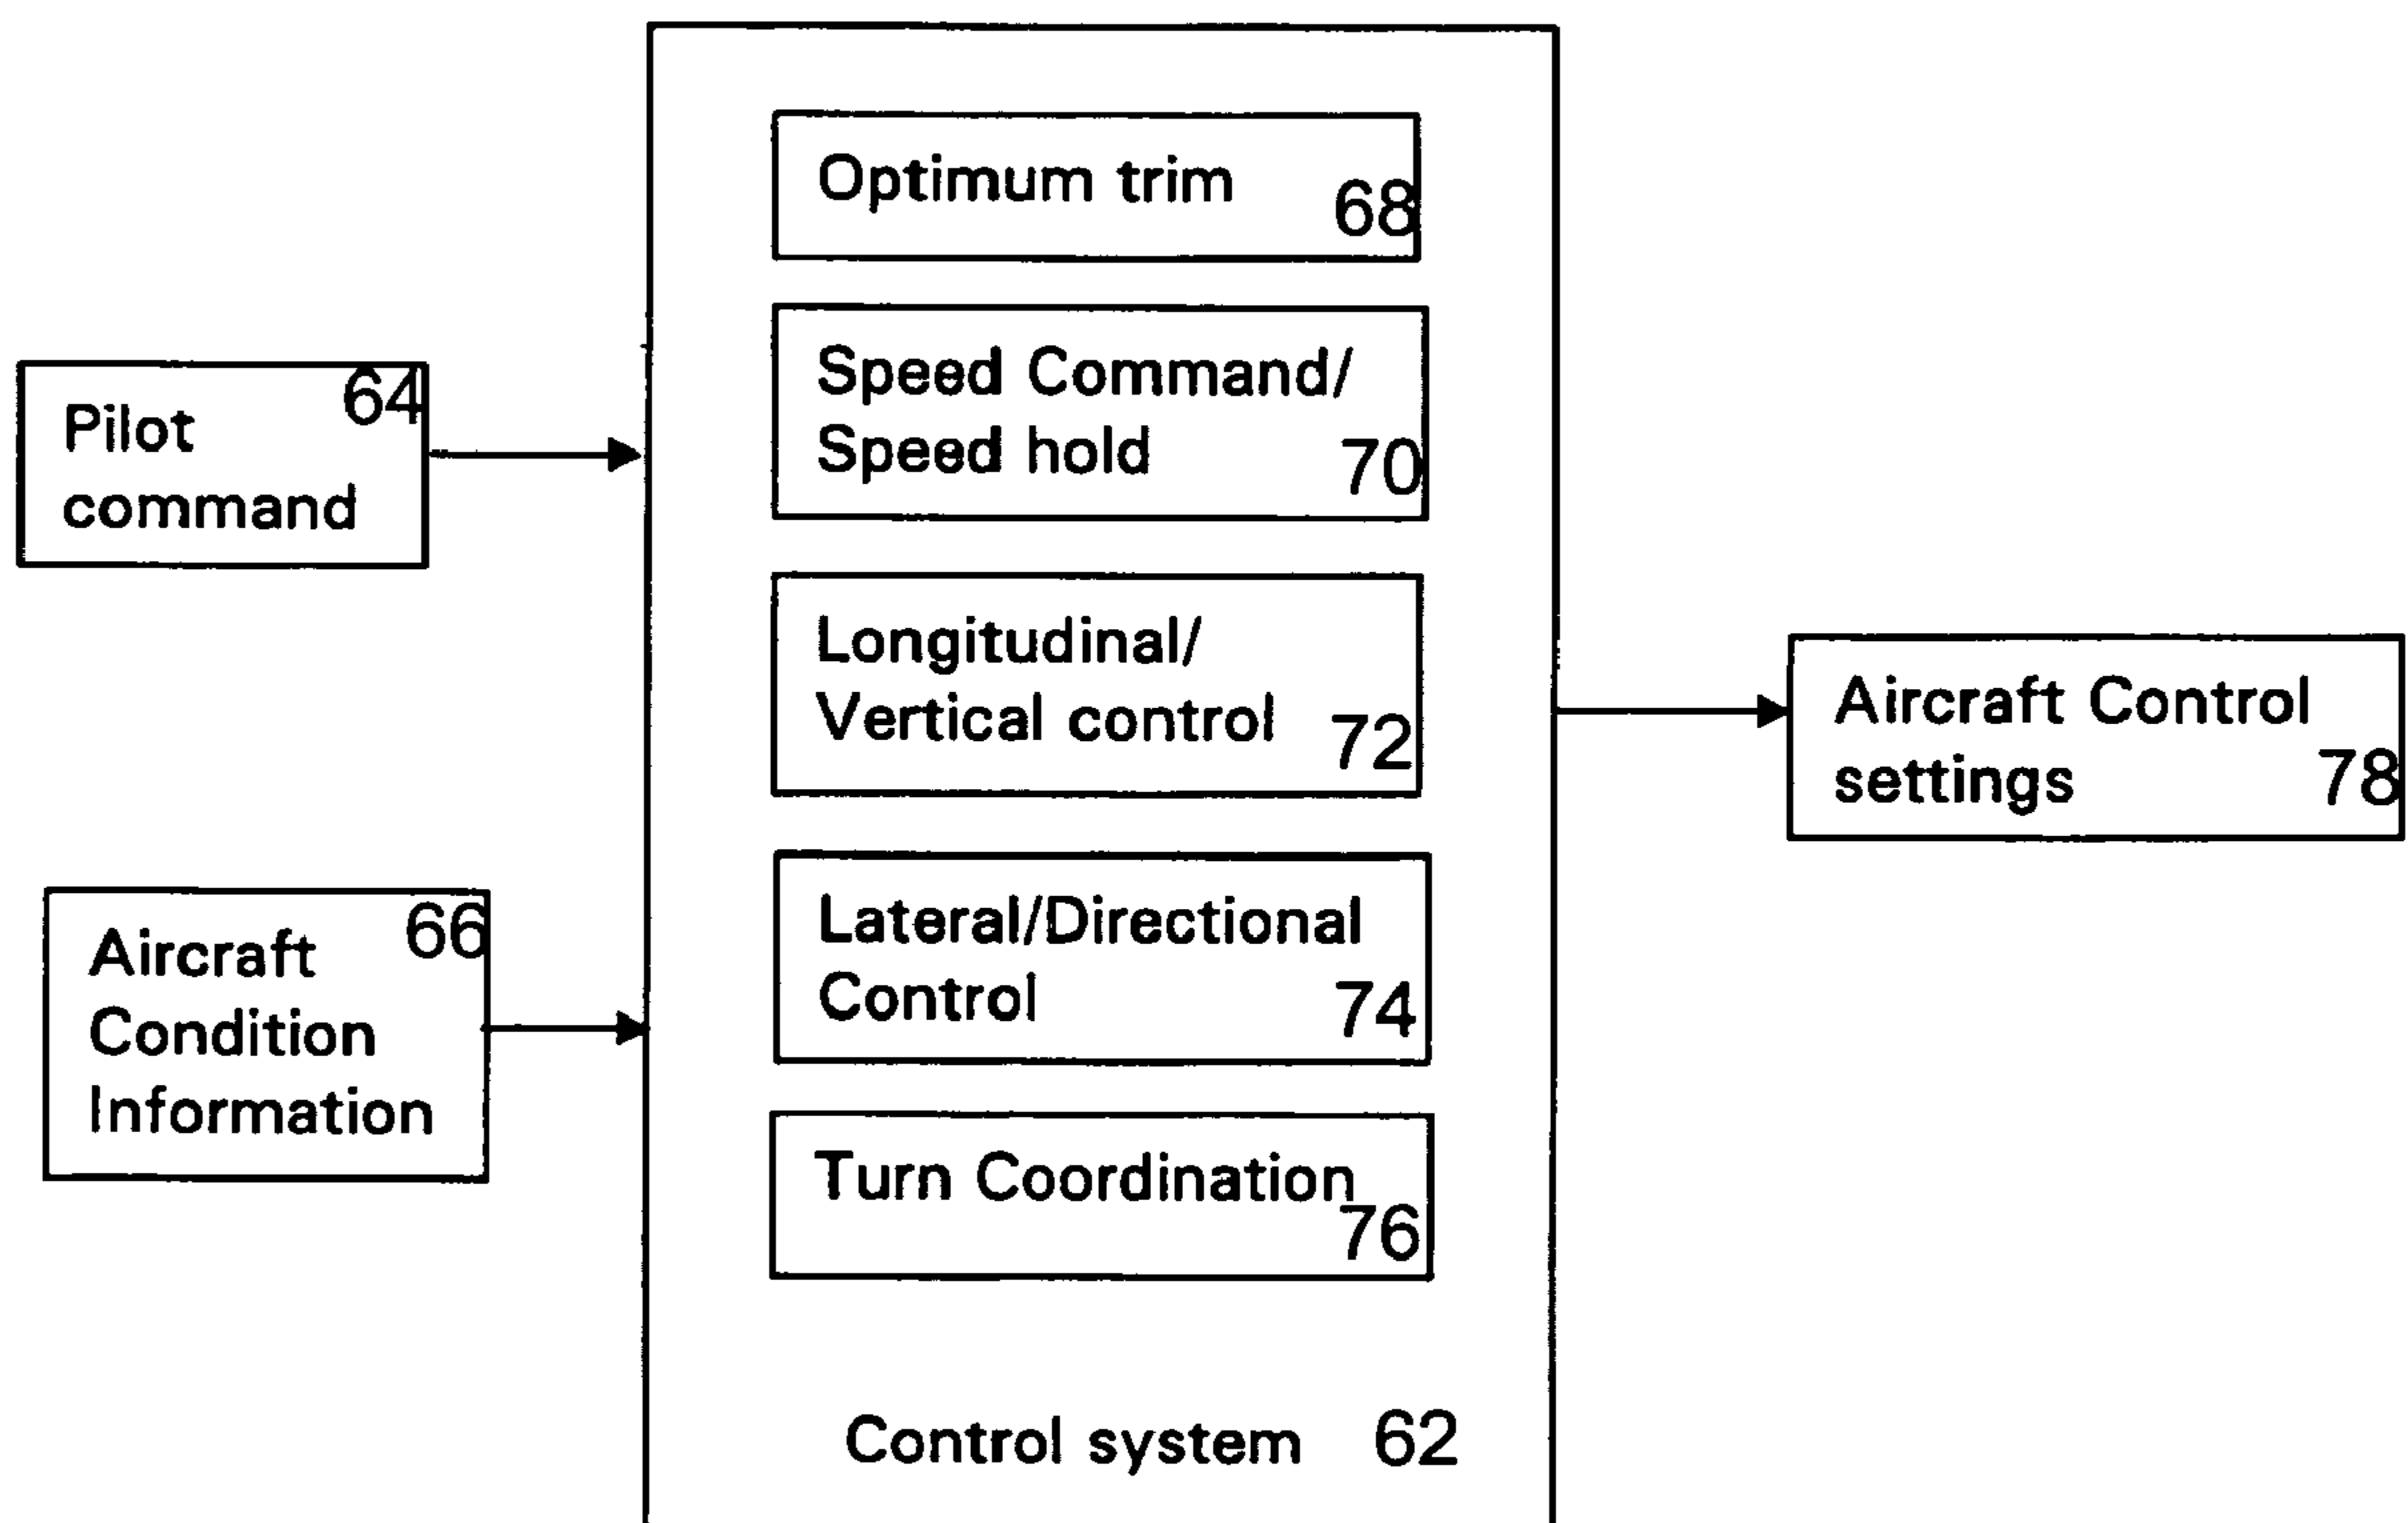 Optimum trim
68
Speed Command/
Speed hold
70
64
Pilot
command
Longitudinal/
Vertical control
72
Aircraft Control
settings
78
Lateral/Directional
Control
74
66
Aircraft
Condition
Information
Turn Coordination
76
Control system 62